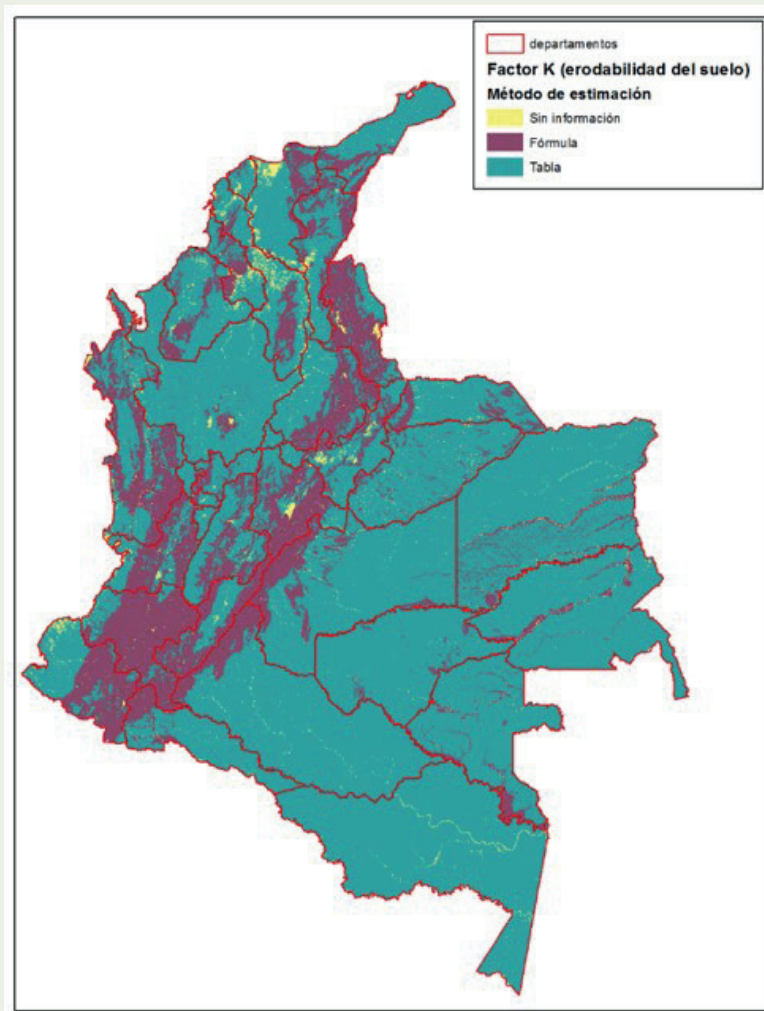 departamentos
Factor K (erodabilidad del suelo)
Método de estimación
Sin información
Fórmula
Tabla